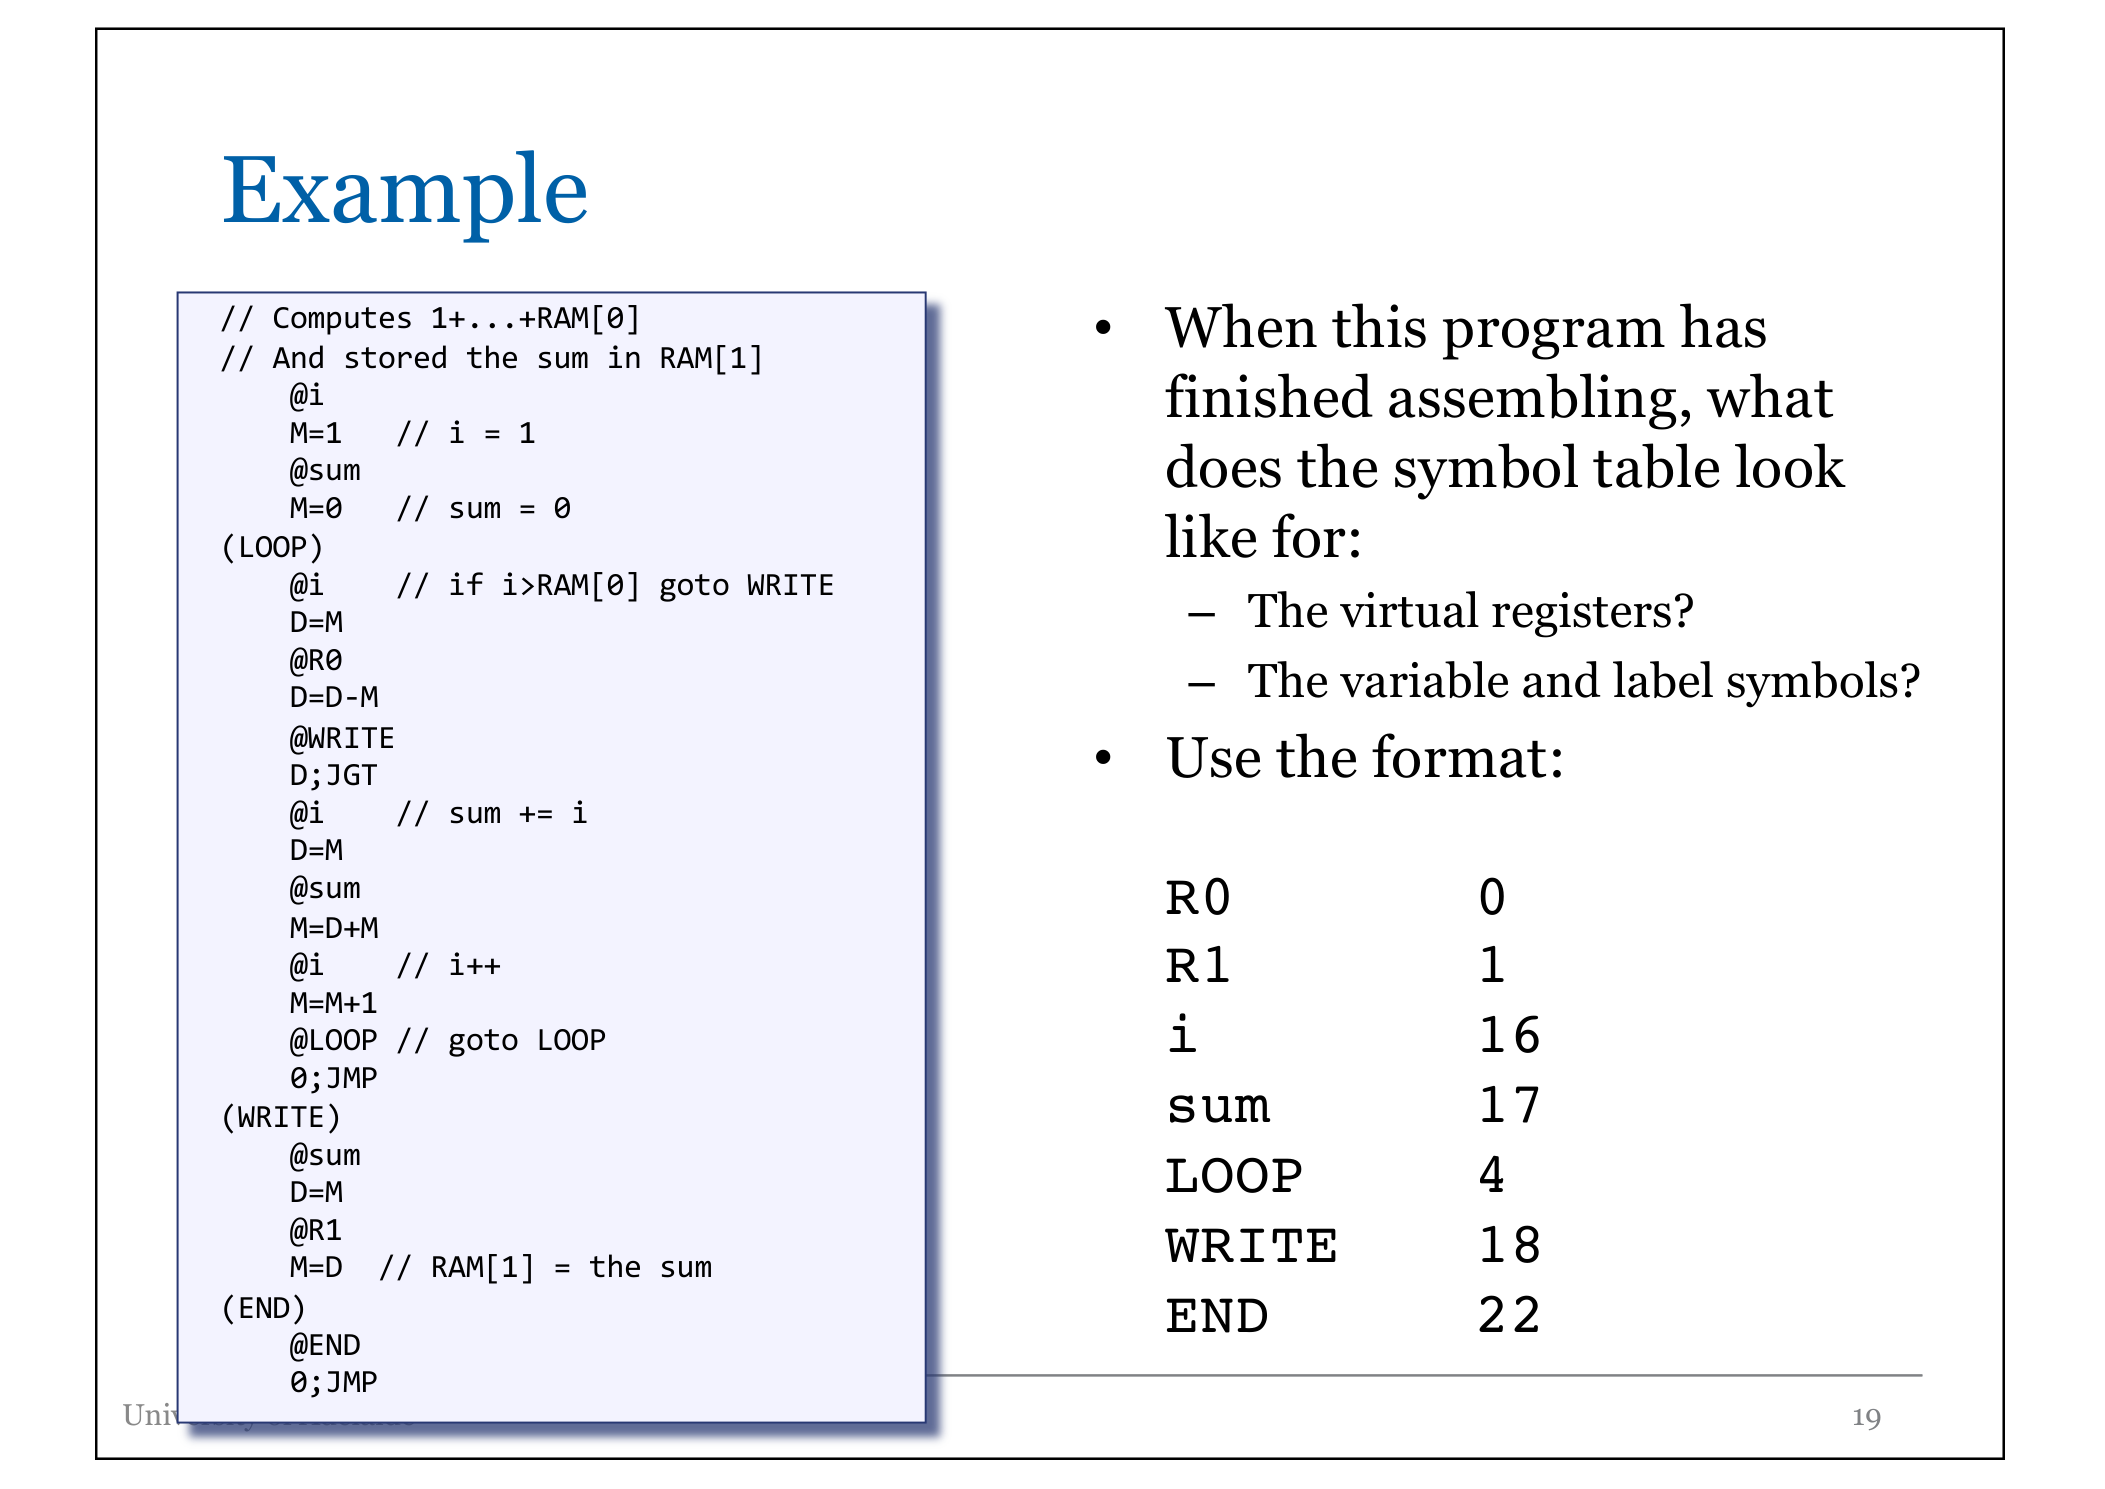 Example
// Computes 1+...+RAM[0]
// And stored the sum in RAM[1]
@i
M=1 // i = 1
@sum
M=0 // sum = 0
(LOOP)
@i // if i>RAM[0] goto WRITE
D=M
@R0
D=D-M
@WRITE
D;JGT
@i // sum += i
D=M
@sum
M=D+M
@i // i++
M=M+1
@LOOP // goto LOOP
0;JMP
(WRITE)
@sum
D=M
@R1
M=D // RAM[1] = the sum
(END)
@END
0;JMP
• When this program has
finished assembling, what
does the symbol table look
like for:
– The virtual registers?
– The variable and label symbols?
• Use the format:
R0 0
R1 1
i 16
sum 17
LOOP 4
WRITE 18
END 22
19